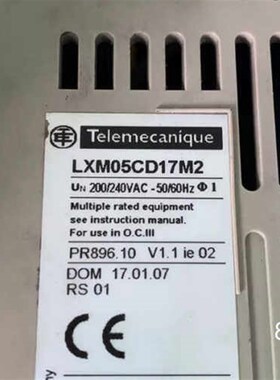 Telemecanique
LXM05CD17M2
UN 200/240VAC - 50/60Hz Φ 1
Multiple rated equipment
see instruction manual.
For use in O.C.III
PR896.10 V1.1 ie 02
DOM 17.01.07
RS 01
CE